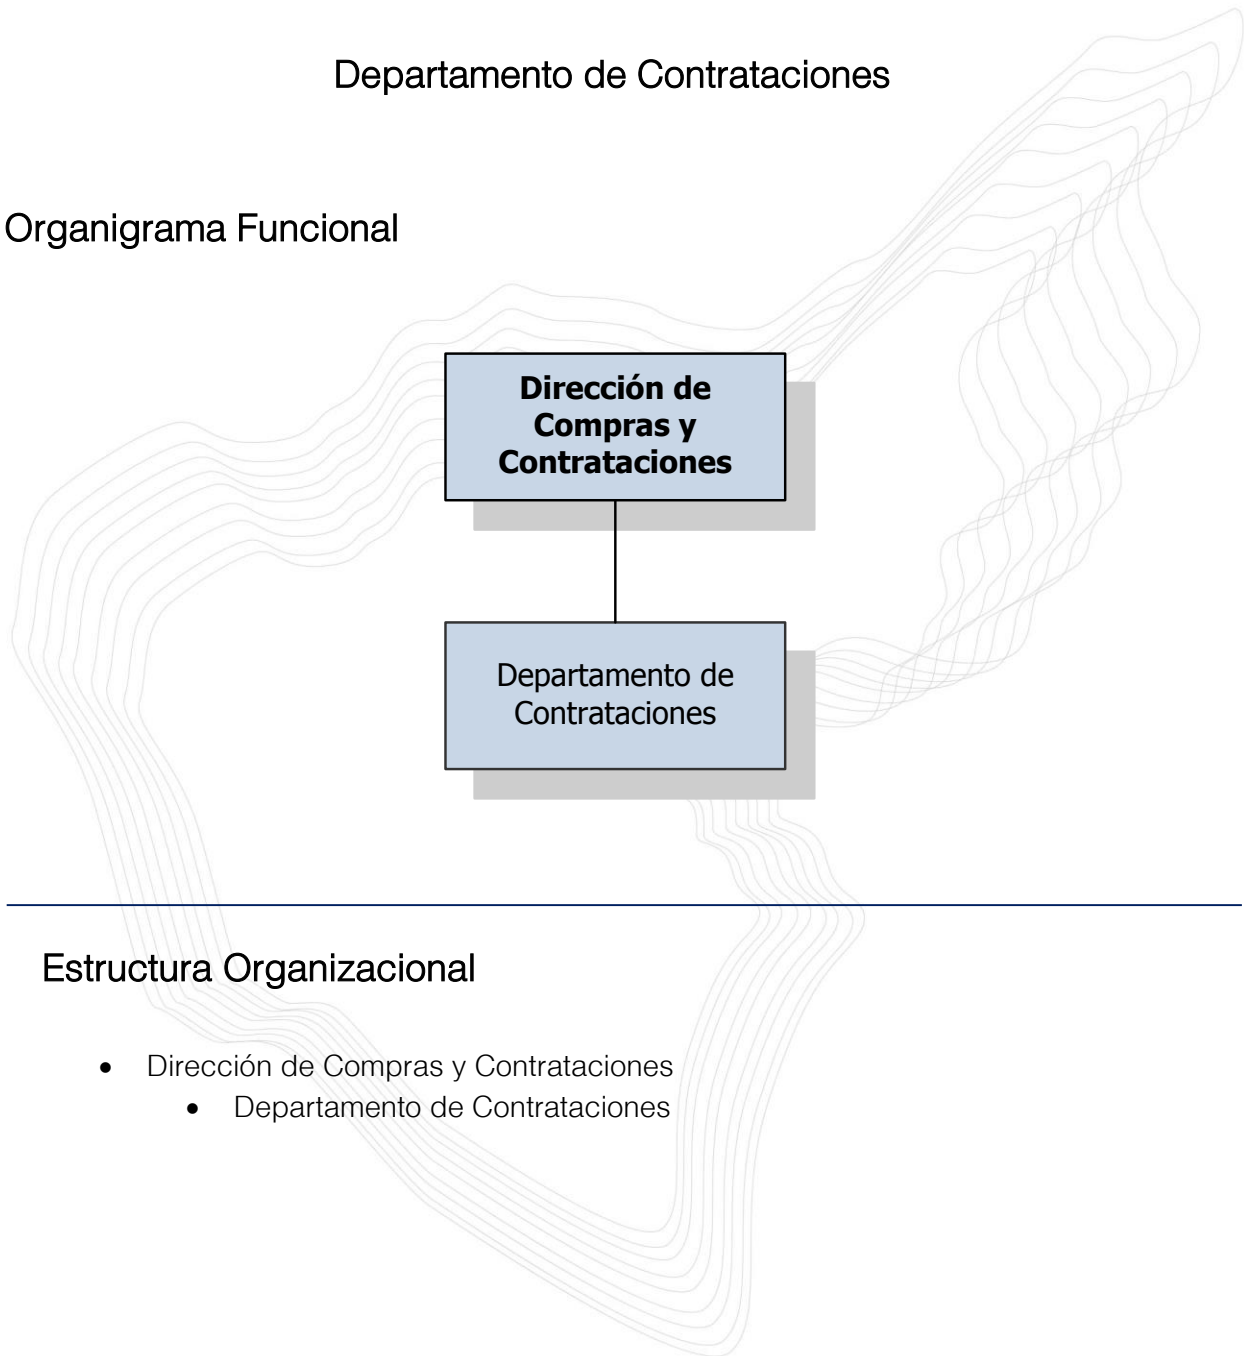 Departamento de Contrataciones
Organigrama Funcional
Dirección de
Compras y
Contrataciones
Departamento de
Contrataciones
Estructura Organizacional
• Dirección de Compras y Contrataciones
• Departamento de Contrataciones